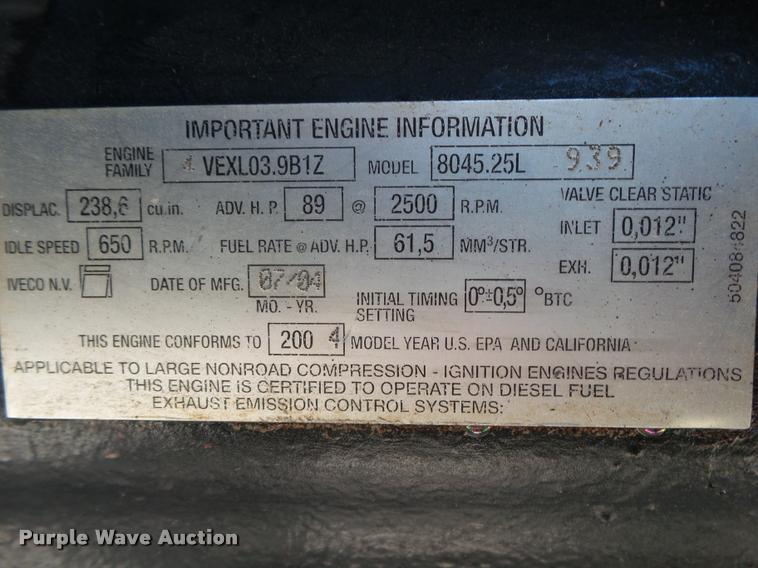 IMPORTANT ENGINE INFORMATION
ENGINE FAMILY 4 VEXL03.9B1Z MODEL 8045.25L 939
DISPLAC. 238,6 cu.in. ADV. H. P. 89 @ 2500 R.P.M. VALVE CLEAR STATIC
INLET 0,012"
IDLE SPEED 650 R.P.M. FUEL RATE @ ADV. H.P. 61,5 MM³/STR.
EXH. 0,012"
IVECO N.V. DATE OF MFG. 07/04 INITIAL TIMING SETTING 0°±0,5° °BTC
MO. - YR.
THIS ENGINE CONFORMS TO 200 4 MODEL YEAR U.S. EPA AND CALIFORNIA
APPLICABLE TO LARGE NONROAD COMPRESSION - IGNITION ENGINES REGULATIONS
THIS ENGINE IS CERTIFIED TO OPERATE ON DIESEL FUEL
EXHAUST EMISSION CONTROL SYSTEMS:
Purple Wave Auction